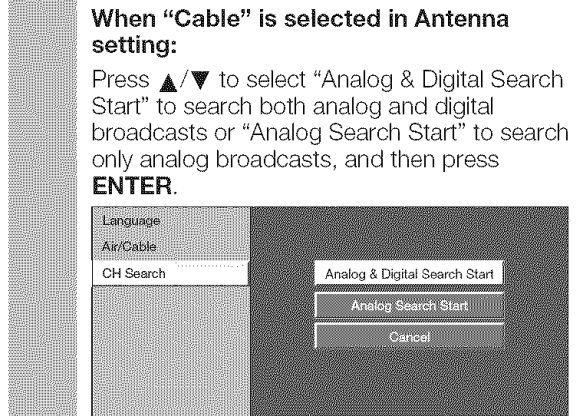 When “Cable” is selected in Antenna
setting:
Press ▲/▼ to select “Analog & Digital Search
Start” to search both analog and digital
broadcasts or “Analog Search Start” to search
only analog broadcasts, and then press
ENTER.
Language
Air/Cable
CH Search
Analog & Digital Search Start
Analog Search Start
Cancel